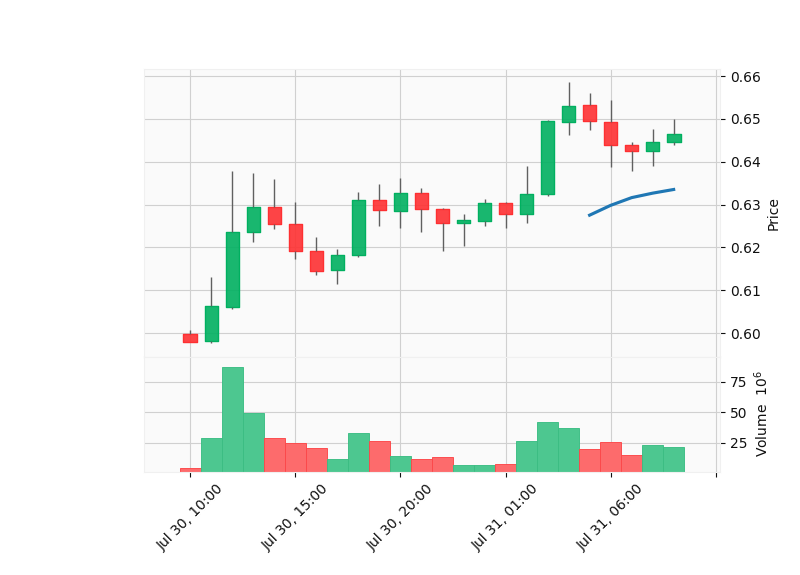 0.66
0.65
0.64
0.63
0.62
0.61
0.60
Price
75
50
25
Volume 10^6
Jul 30, 10:00
Jul 30, 15:00
Jul 30, 20:00
Jul 31, 01:00
Jul 31, 06:00